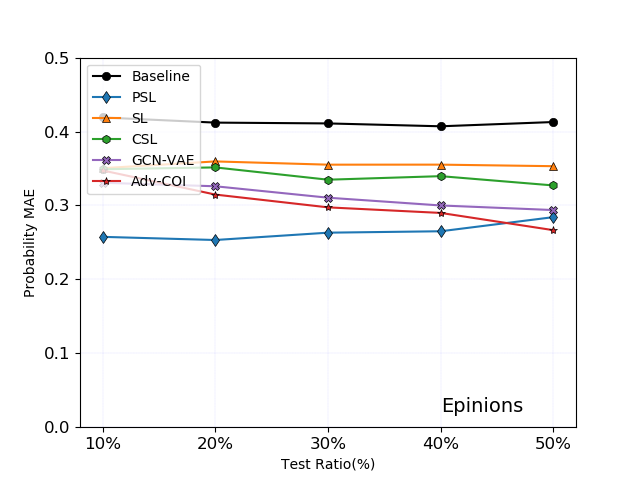 0.5
Baseline
PSL
SL
CSL
GCN-VAE
Adv-COI
0.4
0.3
0.2
0.1
0.0
Probability MAE
Epinions
10% 20% 30% 40% 50%
Test Ratio(%)